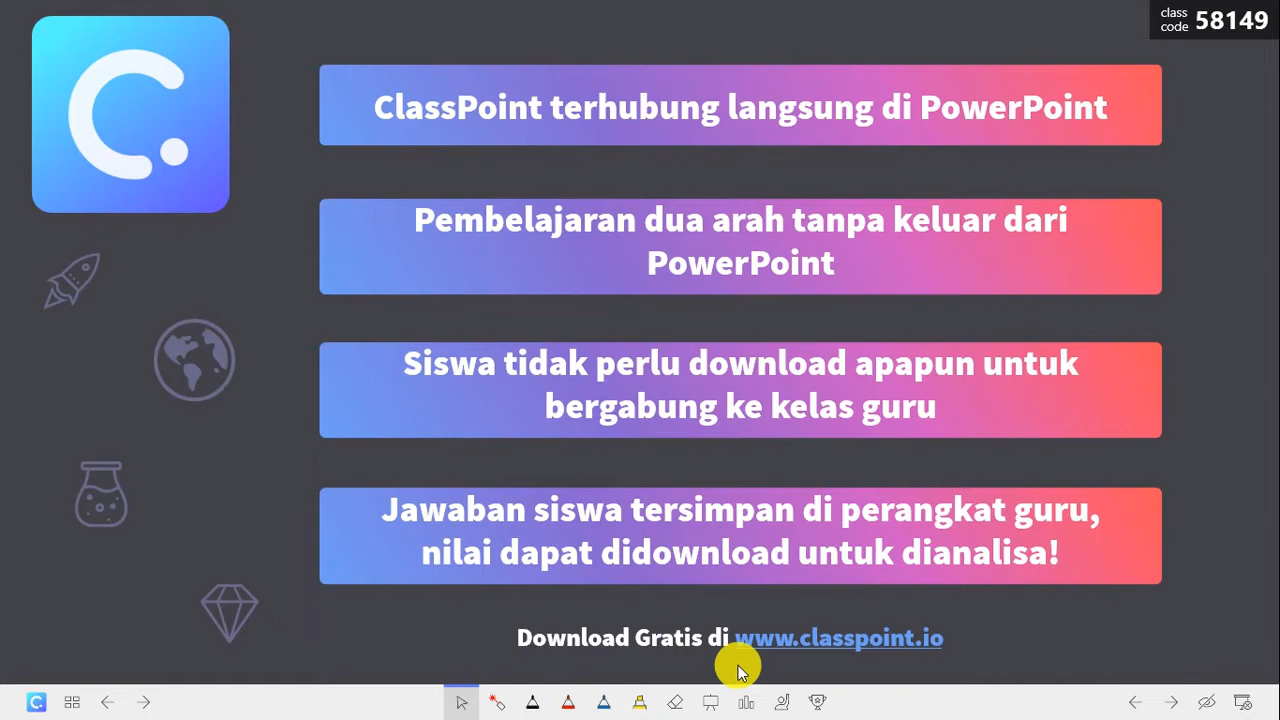 class
code 58149
ClassPoint terhubung langsung di PowerPoint
Pembelajaran dua arah tanpa keluar dari
PowerPoint
Siswa tidak perlu download apapun untuk
bergabung ke kelas guru
Jawaban siswa tersimpan di perangkat guru,
nilai dapat didownload untuk dianalisa!
Download Gratis di www.classpoint.io